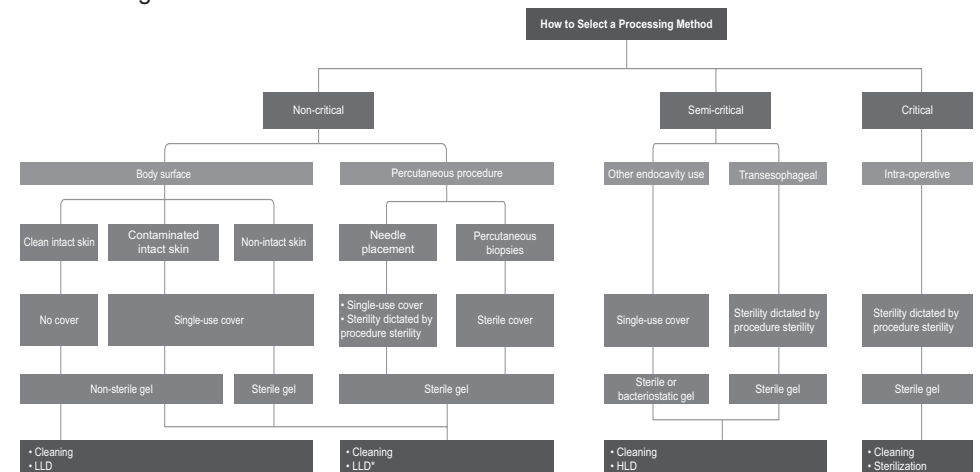 How to Select a Processing Method
Non-critical
Semi-critical
Critical
Body surface
Percutaneous procedure
Other endocavity use
Transesophageal
Intra-operative
Clean intact skin
Contaminated
intact skin
Non-intact skin
Needle
placement
Percutaneous
biopsies
No cover
Single-use cover
• Single-use cover
• Sterility dictated by
procedure sterility
Sterile cover
Single-use cover
Sterility dictated by
procedure sterility
Sterility dictated by
procedure sterility
Non-sterile gel
Sterile gel
Sterile gel
Sterile or
bacteriostatic gel
Sterile gel
Sterile gel
• Cleaning
• LLD
• Cleaning
• LLD*
• Cleaning
• HLD
• Cleaning
• Sterilization